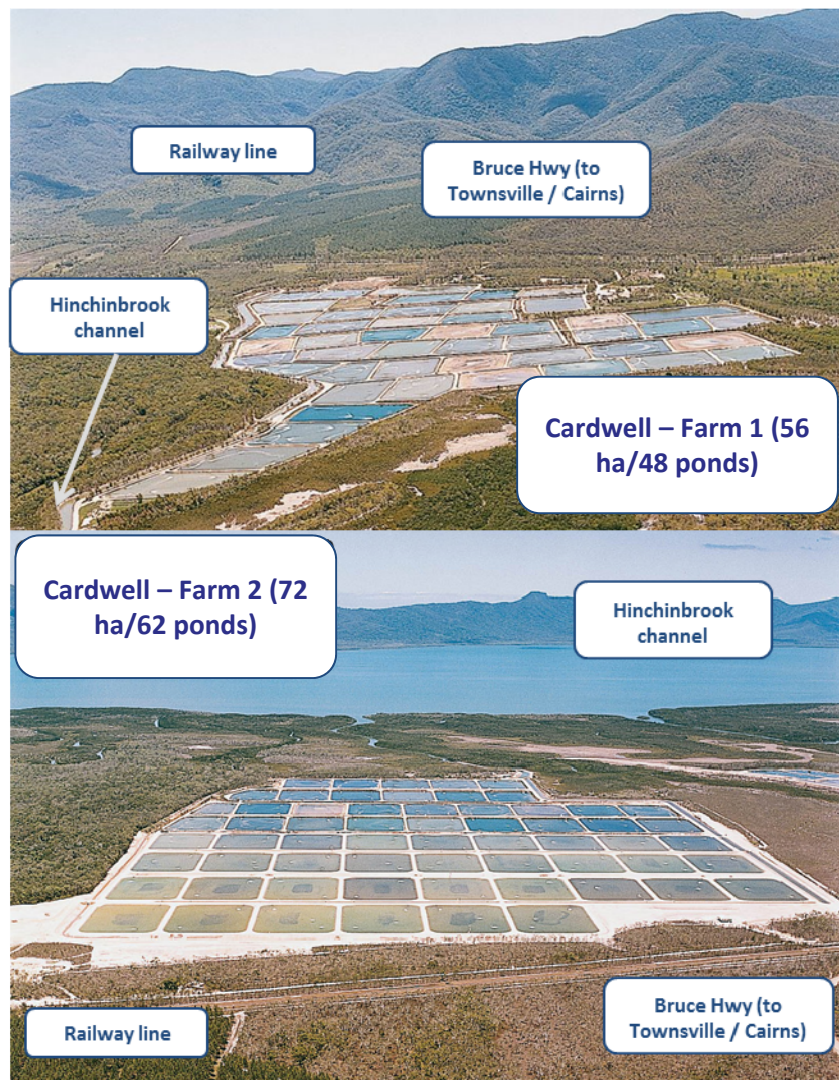 Railway line
Bruce Hwy (to
Townsville / Cairns)
Hinchinbrook
channel
Cardwell – Farm 1 (56
ha/48 ponds)
Cardwell – Farm 2 (72
ha/62 ponds)
Hinchinbrook
channel
Railway line
Bruce Hwy (to
Townsville / Cairns)